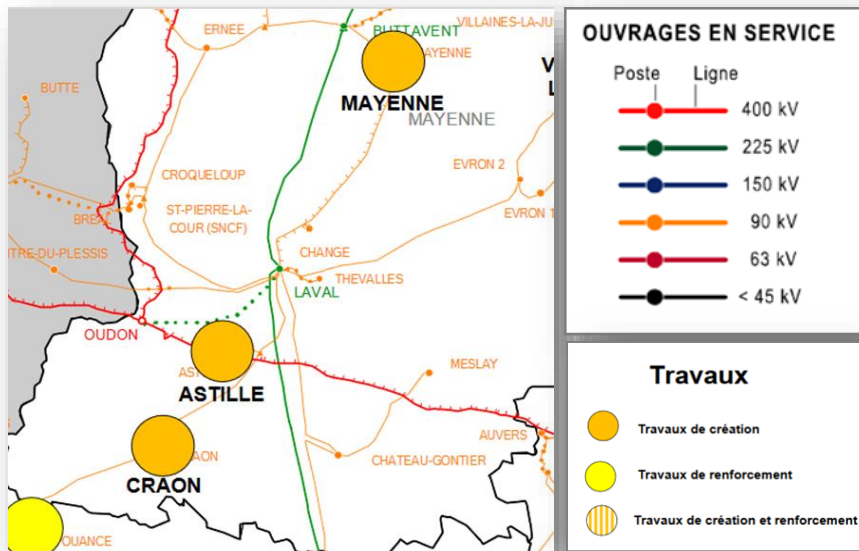 VILLAINES-LA-JU
ERNEE
BUTTAVENT
AYENNE
MAYENNE
MAYENNE
V
L
BUTTE
EVRON 2
CROQUELOUP
EVRON 1
ST-PIERRE-LA-
COUR (SNCF)
CHANGE
TRE-DU-PLESSIS
THEVALLES
LAVAL
OUDON
ASTILLE
MESLAY
AUVERS
CHATEAU-GONTIER
AON
CRAON
OUANCE
OUVRAGES EN SERVICE
Poste Ligne
400 kV
225 kV
150 kV
90 kV
63 kV
< 45 kV
Travaux
Travaux de création
Travaux de renforcement
Travaux de création et renforcement